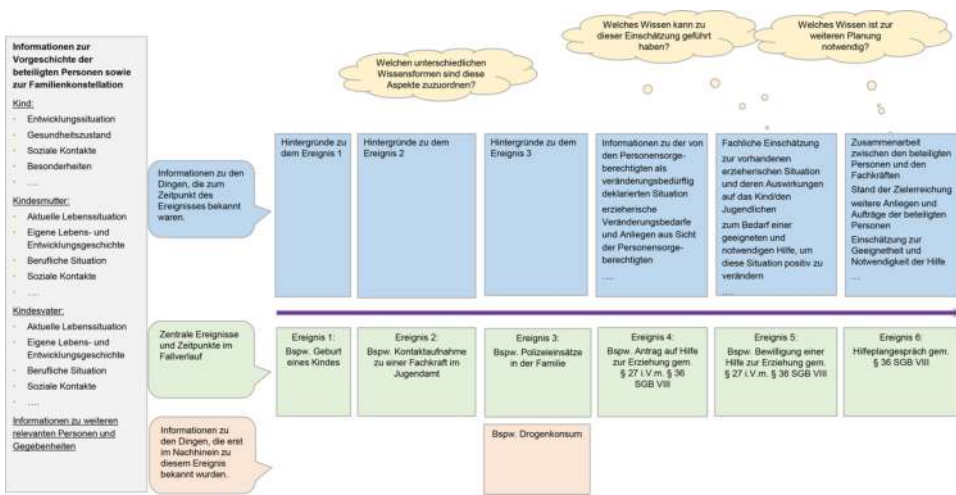 Informationen zur
Vorgeschichte der
beteiligten Personen sowie
zur Familienkonstellation
Kind:
· Entwicklungssituation
· Gesundheitszustand
· Soziale Kontakte
· Besonderheiten
· ….
Kindesmutter:
· Aktuelle Lebenssituation
· Eigene Lebens- und
Entwicklungsgeschichte
· Berufliche Situation
· Soziale Kontakte
· ….
Kindesvater:
· Aktuelle Lebenssituation
· Eigene Lebens- und
Entwicklungsgeschichte
· Berufliche Situation
· Soziale Kontakte
· ….
Informationen zu weiteren
relevanten Personen und
Gegebenheiten
Welchen unterschiedlichen
Wissensformen sind diese
Aspekte zuzuordnen?
Welches Wissen kann zu
dieser Einschätzung geführt
haben?
Welches Wissen ist zur
weiteren Planung
notwendig?
Informationen zu den
Dingen, die zum
Zeitpunkt des
Ereignisses bekannt
waren.
Hintergründe zu
dem Ereignis 1
Hintergründe zu dem
Ereignis 2
Hintergründe zu
dem Ereignis 3
Informationen zu der von
den Personensorge-
berechtigten als
veränderungsbedürftig
deklarierten Situation
erzieherische
Veränderungsbedarfe
und Anliegen aus Sicht
der Personensorge-
berechtigten
….
Fachliche Einschätzung
zur vorhandenen
erzieherischen Situation
und deren Auswirkungen
auf das Kind/den
Jugendlichen
zum Bedarf einer
geeigneten und
notwendigen Hilfe, um
diese Situation positiv zu
verändern
….
Zusammenarbeit
zwischen den beteiligten
Personen und den
Fachkräften
Stand der Zielerreichung
weitere Anliegen und
Aufträge der beteiligten
Personen
Einschätzung zur
Geeignetheit und
Notwendigkeit der Hilfe
…
Zentrale Ereignisse
und Zeitpunkte im
Fallverlauf
Ereignis 1:
Bspw. Geburt
eines Kindes
Ereignis 2:
Bspw. Kontaktaufnahme
zu einer Fachkraft im
Jugendamt
Ereignis 3:
Bspw. Polizeieinsätze
in der Familie
Ereignis 4:
Bspw. Antrag auf Hilfe
zur Erziehung gem.
§ 27 i.V.m. § 36
SGB VIII
Ereignis 5:
Bspw. Bewilligung einer
Hilfe zur Erziehung gem.
§ 27 i.V.m. § 36 SGB VIII
Ereignis 6:
Hilfeplangespräch gem.
§ 36 SGB VIII
Informationen zu
den Dingen, die erst
im Nachhinein zu
diesem Ereignis
bekannt wurden.
Bspw. Drogenkonsum